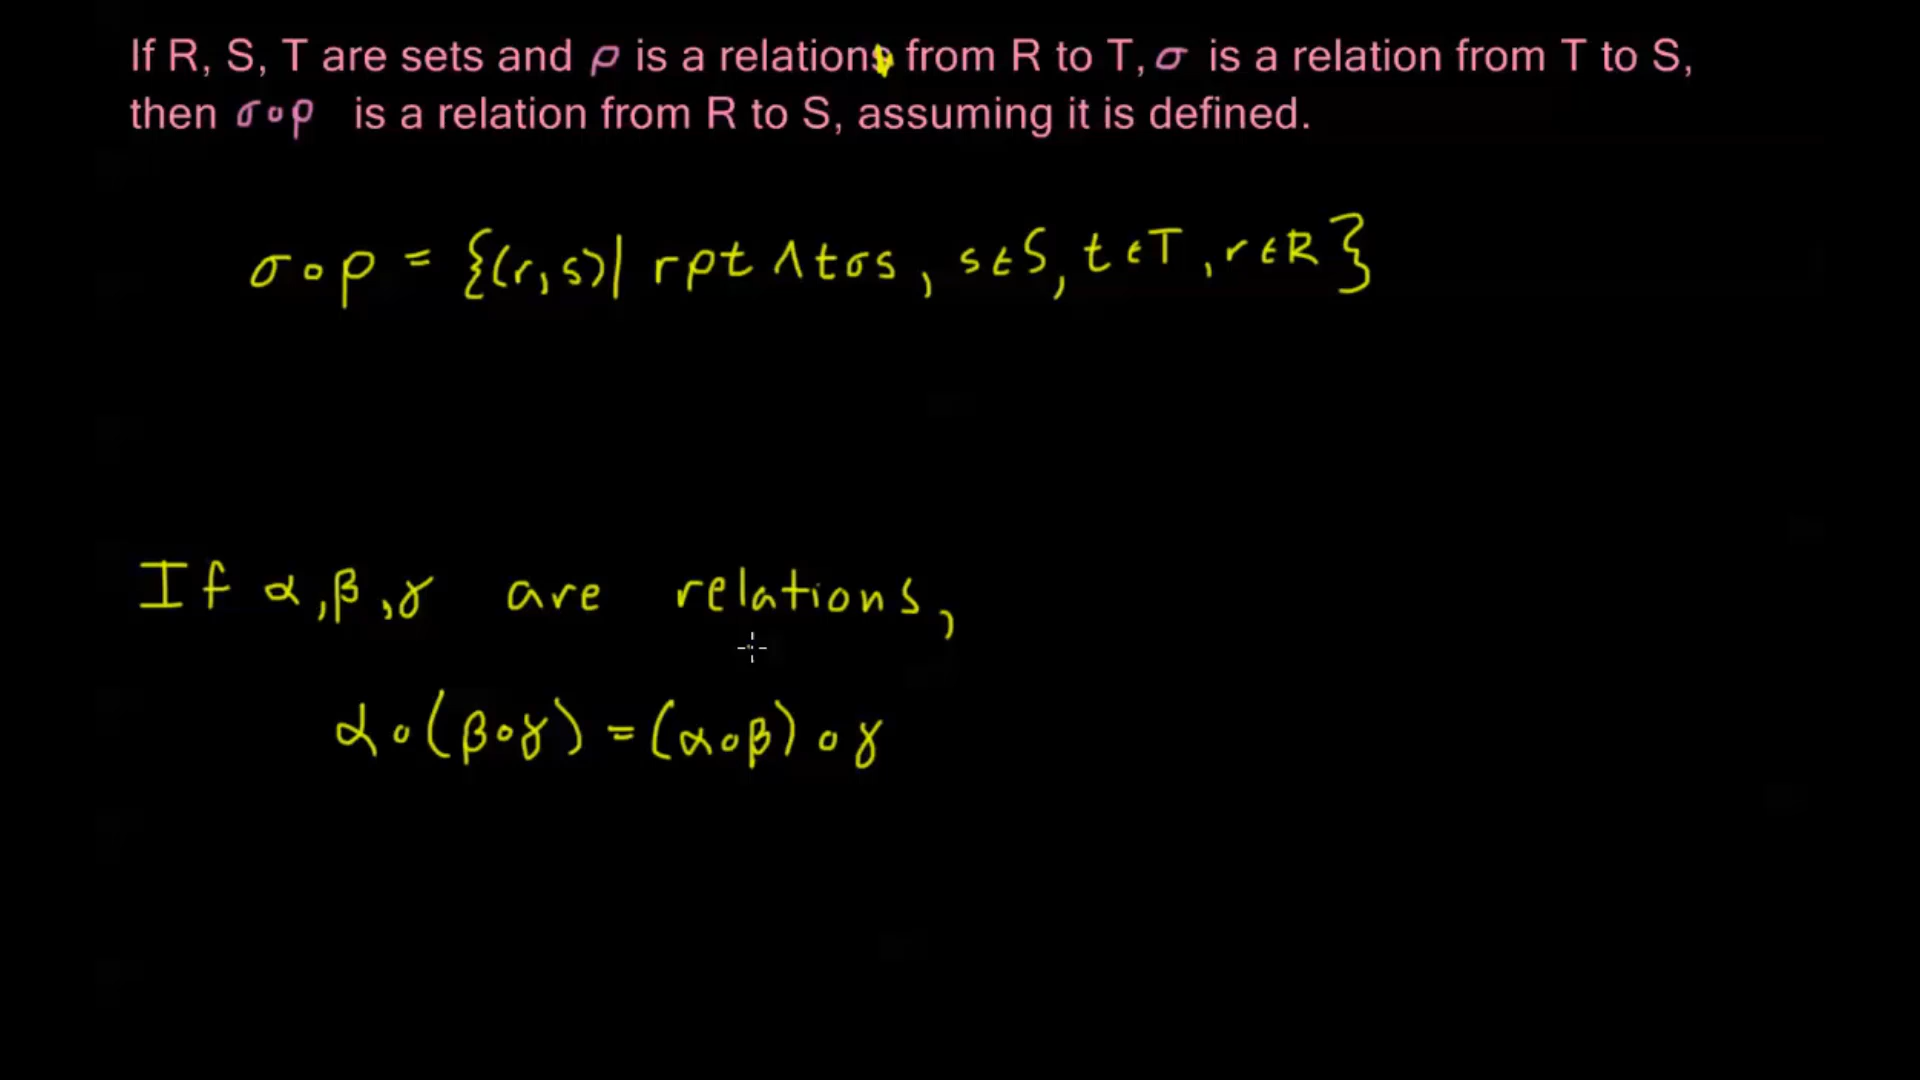 If R, S, T are sets and ρ is a relation from R to T, σ is a relation from T to S,
then σ∘ρ is a relation from R to S, assuming it is defined.
σ∘ρ = {(r,s)| rρt ∧ tσs, s∈S, t∈T, r∈R}
If α,β,γ are relations,
α∘(β∘γ) = (α∘β)∘γ